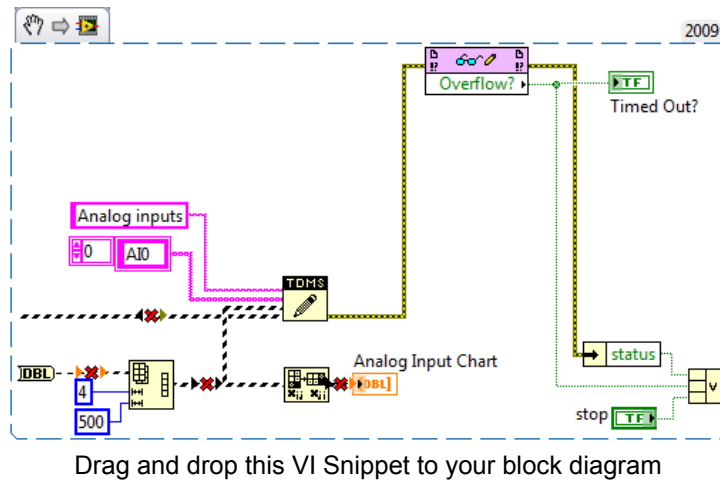 2009
Overflow?
TF
Timed Out?
Analog inputs
0
AI0
TDMS
DBL
4
500
Analog Input Chart
DBL]
status
stop
TF
v
Drag and drop this VI Snippet to your block diagram